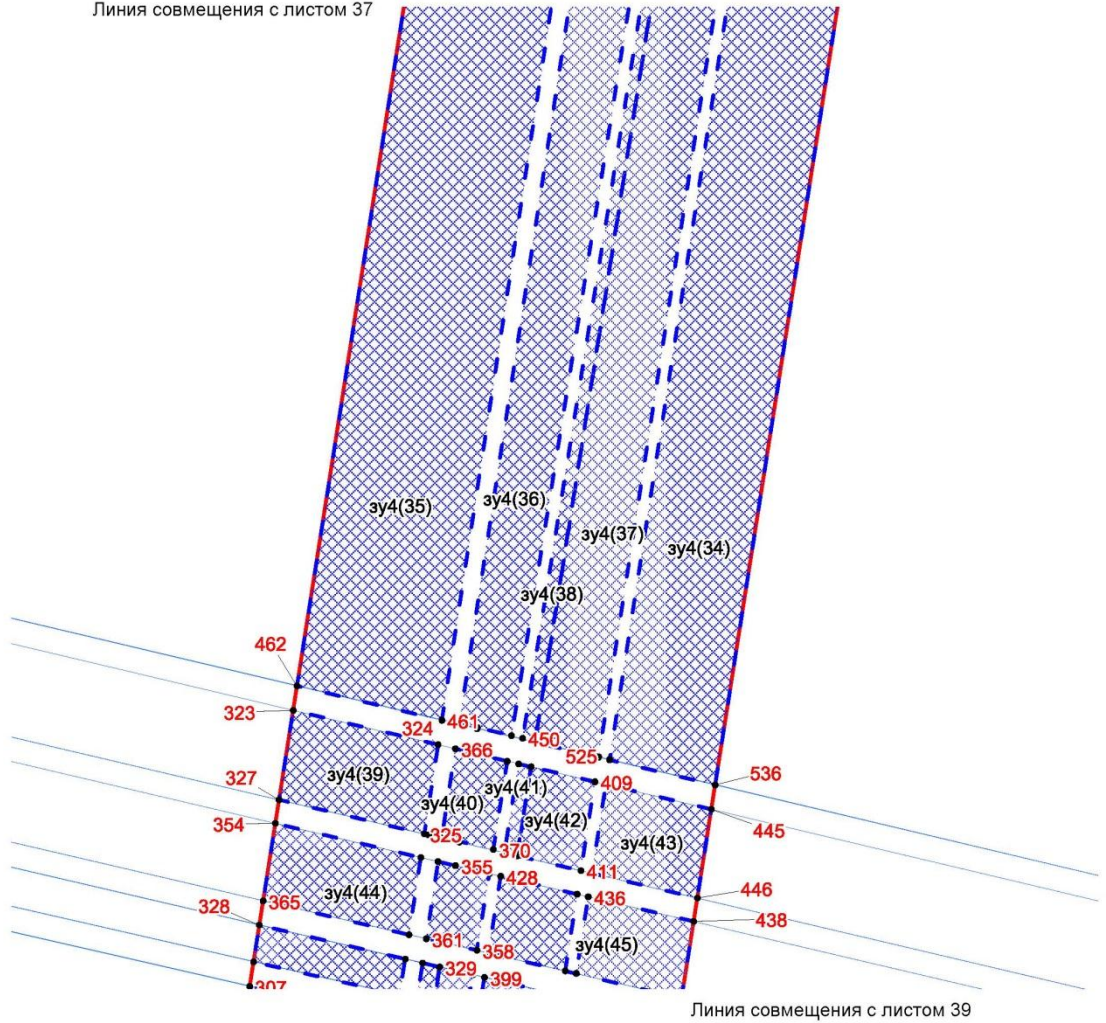 Линия совмещения с листом 37
зу4(35)
зу4(36)
зу4(37)
зу4(34)
зу4(38)
462
323
324
461
450
366
525
536
зу4(39)
327
зу4(41)
409
зу4(40)
445
354
325
зу4(42)
зу4(43)
370
355
411
428
446
зу4(44)
436
365
438
328
361
358
зу4(45)
329
399
307
Линия совмещения с листом 39